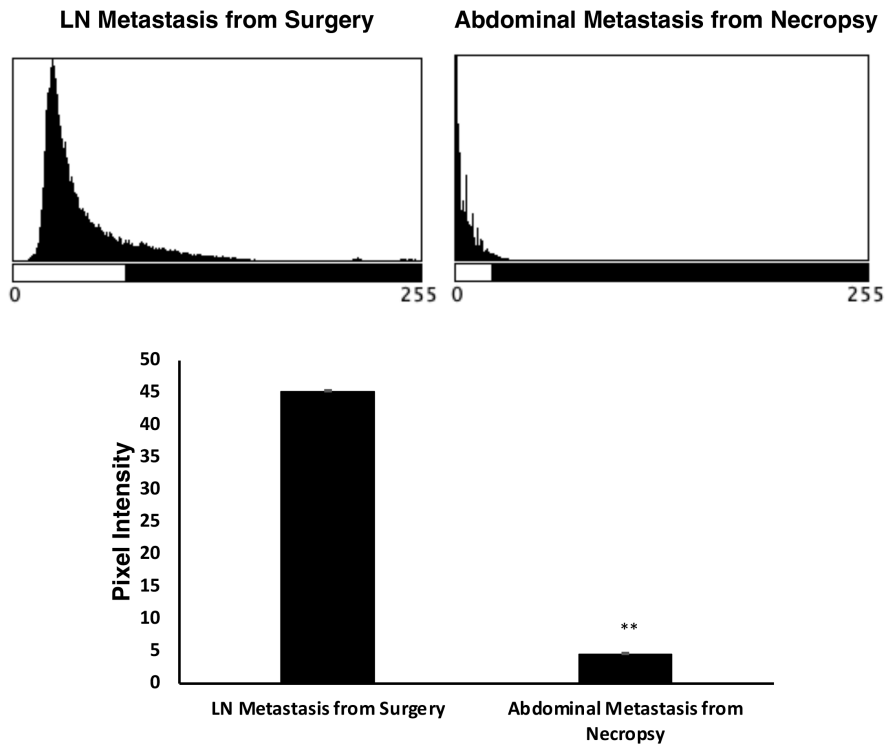 LN Metastasis from Surgery
Abdominal Metastasis from Necropsy
0
255
0
255
50
45
40
35
30
25
20
15
10
5
0
Pixel Intensity
**
LN Metastasis from Surgery
Abdominal Metastasis from
Necropsy